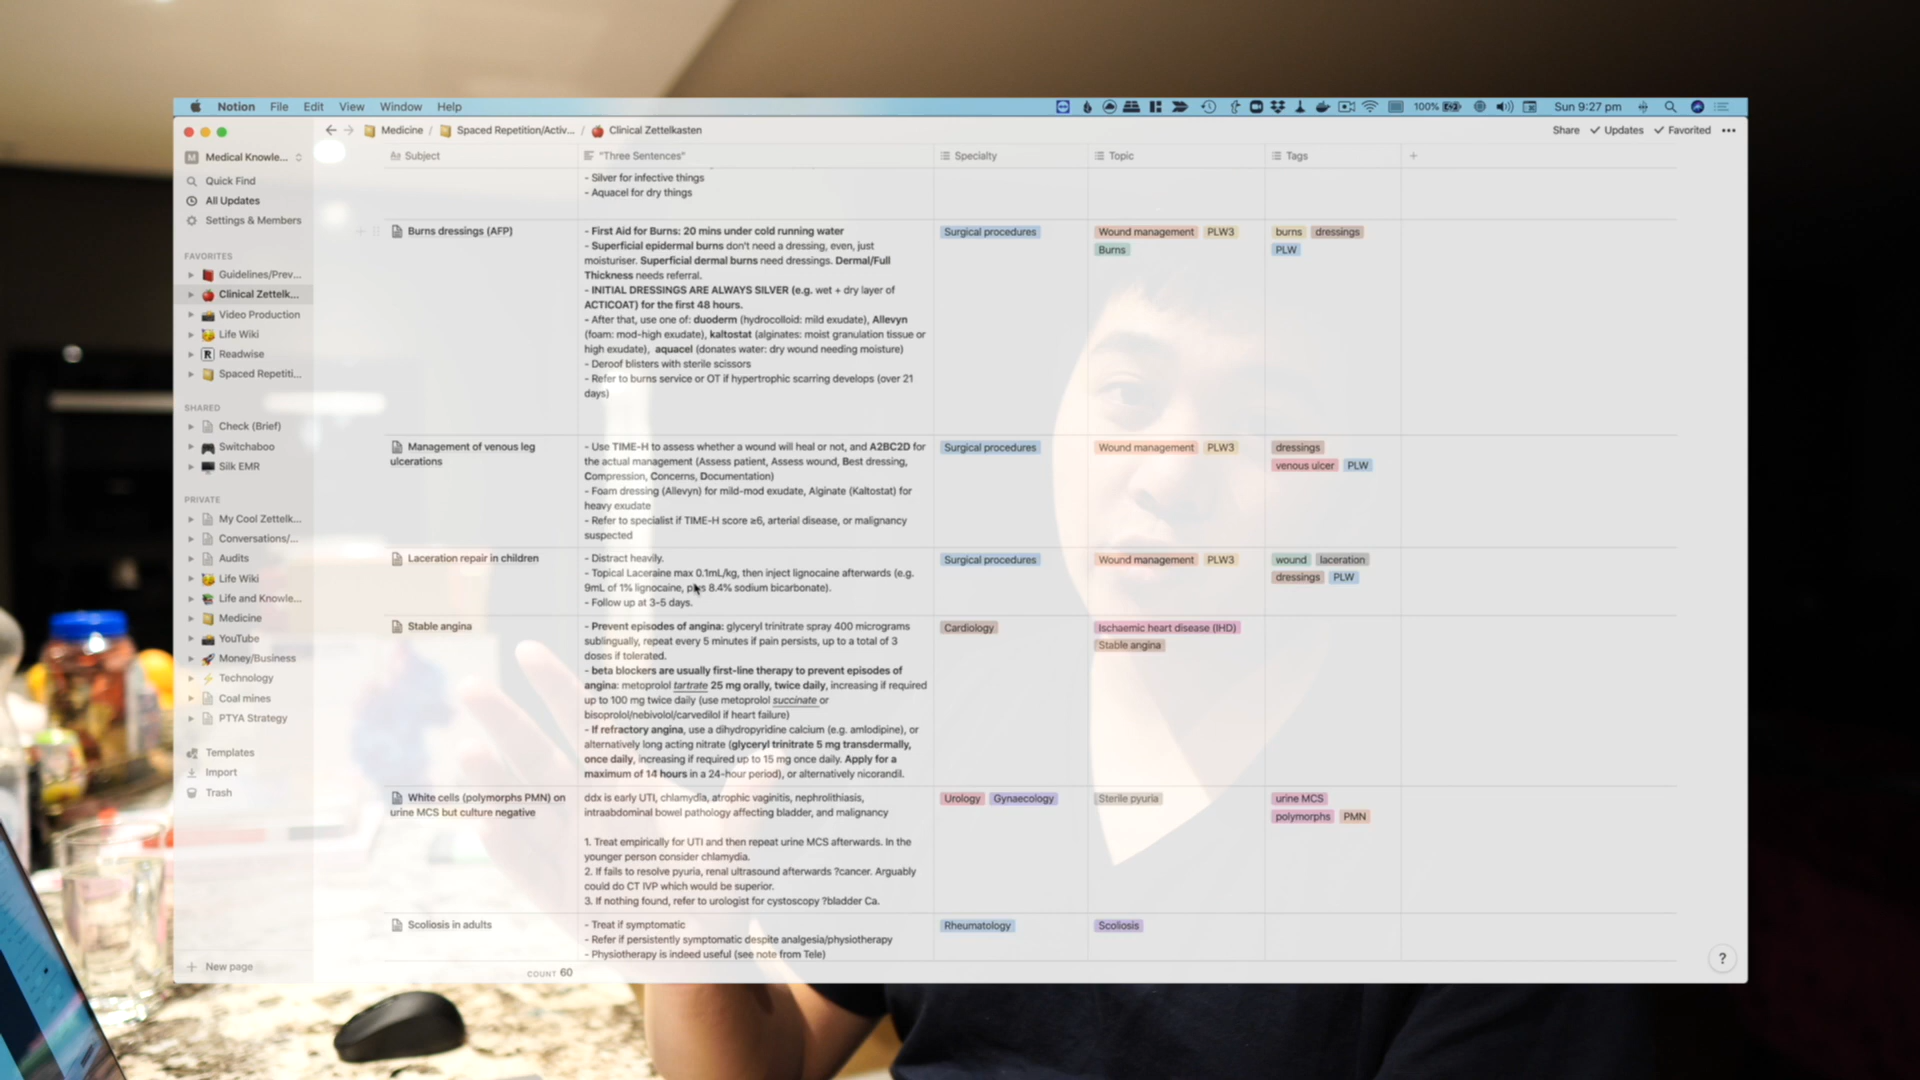 Notion File Edit View Window Help
100%
Sun 9:27 pm
Medicine / Spaced Repetition/Activ... / Clinical Zettelkasten
Share Updates Favorited
M Medical Knowle...
Quick Find
All Updates
Settings & Members
FAVORITES
Guidelines/Prev...
Clinical Zettelk...
Video Production
Life Wiki
R Readwise
Spaced Repetiti...
SHARED
Check (Brief)
Switchaboo
Silk EMR
PRIVATE
My Cool Zettelk...
Conversations/...
Audits
Life Wiki
Life and Knowle...
Medicine
YouTube
Money/Business
Technology
Coal mines
PTYA Strategy
Templates
Import
Trash
+ New page
Aa Subject
"Three Sentences"
Specialty
Topic
Tags
+
- Silver for infective things
- Aquacel for dry things
Burns dressings (AFP)
- First Aid for Burns: 20 mins under cold running water
- Superficial epidermal burns don't need a dressing, even, just
moisturiser. Superficial dermal burns need dressings. Dermal/Full
Thickness needs referral.
- INITIAL DRESSINGS ARE ALWAYS SILVER (e.g. wet + dry layer of
ACTICOAT) for the first 48 hours.
- After that, use one of: duoderm (hydrocolloid: mild exudate), Allevyn
(foam: mod-high exudate), kaltostat (alginates: moist granulation tissue or
high exudate), aquacel (donates water: dry wound needing moisture)
- Deroof blisters with sterile scissors
- Refer to burns service or OT if hypertrophic scarring develops (over 21
days)
Surgical procedures
Wound management PLW3
Burns
burns dressings
PLW
Management of venous leg
ulcerations
- Use TIME-H to assess whether a wound will heal or not, and A2BC2D for
the actual management (Assess patient, Assess wound, Best dressing,
Compression, Concerns, Documentation)
- Foam dressing (Allevyn) for mild-mod exudate, Alginate (Kaltostat) for
heavy exudate
- Refer to specialist if TIME-H score ≥6, arterial disease, or malignancy
suspected
Surgical procedures
Wound management PLW3
dressings
venous ulcer PLW
Laceration repair in children
- Distract heavily.
- Topical Laceraine max 0.1mL/kg, then inject lignocaine afterwards (e.g.
9mL of 1% lignocaine, plus 8.4% sodium bicarbonate).
- Follow up at 3-5 days.
Surgical procedures
Wound management PLW3
wound laceration
dressings PLW
Stable angina
- Prevent episodes of angina: glyceryl trinitrate spray 400 micrograms
sublingually, repeat every 5 minutes if pain persists, up to a total of 3
doses if tolerated.
- beta blockers are usually first-line therapy to prevent episodes of
angina: metoprolol tartrate 25 mg orally, twice daily, increasing if required
up to 100 mg twice daily (use metoprolol succinate or
bisoprolol/nebivolol/carvedilol if heart failure)
- If refractory angina, use a dihydropyridine calcium (e.g. amlodipine), or
alternatively long acting nitrate (glyceryl trinitrate 5 mg transdermally,
once daily, increasing if required up to 15 mg once daily. Apply for a
maximum of 14 hours in a 24-hour period), or alternatively nicorandil.
Cardiology
Ischaemic heart disease (IHD)
Stable angina
White cells (polymorphs PMN) on
urine MCS but culture negative
ddx is early UTI, chlamydia, atrophic vaginitis, nephrolithiasis,
intraabdominal bowel pathology affecting bladder, and malignancy
1. Treat empirically for UTI and then repeat urine MCS afterwards. In the
younger person consider chlamydia.
2. If fails to resolve pyuria, renal ultrasound afterwards ?cancer. Arguably
could do CT IVP which would be superior.
3. If nothing found, refer to urologist for cystoscopy ?bladder Ca.
Urology Gynaecology
Sterile pyuria
urine MCS
polymorphs PMN
Scoliosis in adults
- Treat if symptomatic
- Refer if persistently symptomatic despite analgesia/physiotherapy
- Physiotherapy is indeed useful (see note from Tele)
Rheumatology
Scoliosis
COUNT 60
?